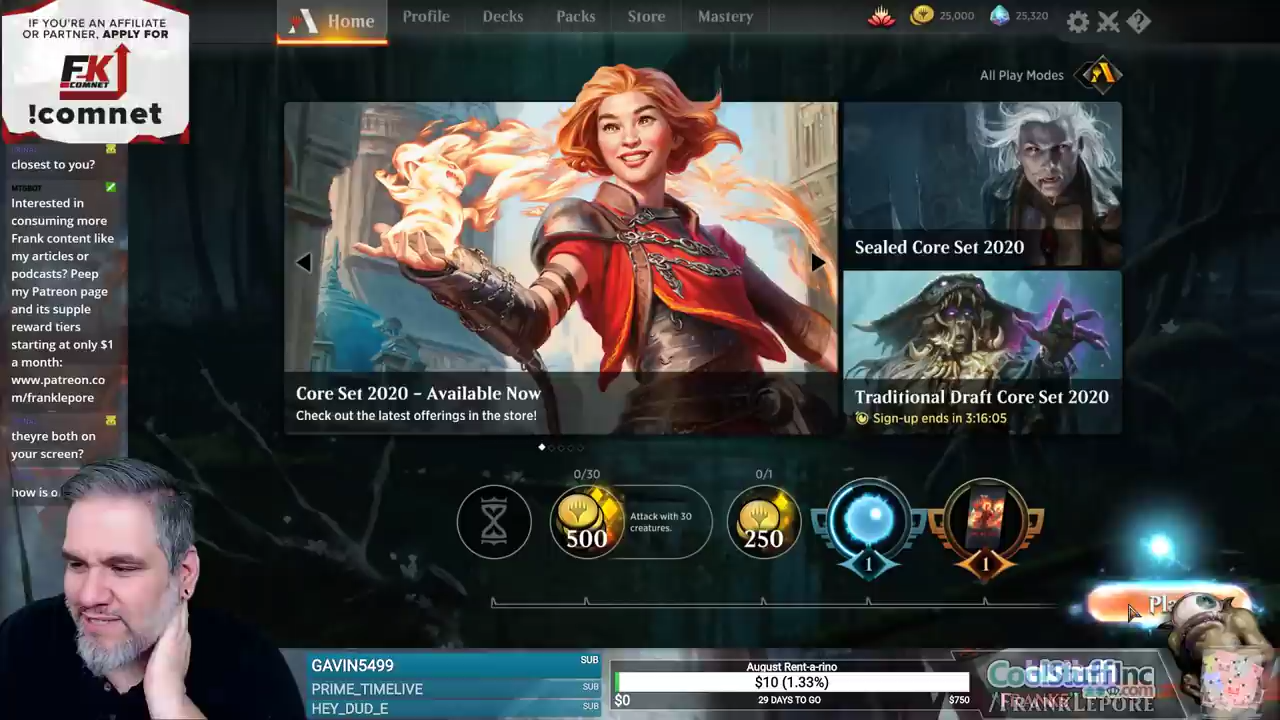 IF YOU'RE AN AFFILIATE
OR PARTNER, APPLY FOR
FK
COMNET
!comnet
Home
Profile
Decks
Packs
Store
Mastery
25,000
25,320
All Play Modes
closest to you?
MTGBOT
Interested in
consuming more
Frank content like
my articles or
podcasts? Peep
my Patreon page
and its supple
reward tiers
starting at only $1
a month:
www.patreon.co
m/franklepore
theyre both on
your screen?
how is o
Core Set 2020 – Available Now
Check out the latest offerings in the store!
Sealed Core Set 2020
Traditional Draft Core Set 2020
Sign-up ends in 3:16:05
0/30
500
Attack with 30
creatures.
0/1
250
1
1
GAVIN5499
SUB
PRIME_TIMELIVE
SUB
HEY_DUD_E
SUB
August Rent-a-rino
$10 (1.33%)
$0
29 DAYS TO GO
$750
CoolStuffInc
.com
/FRANKLEPORE